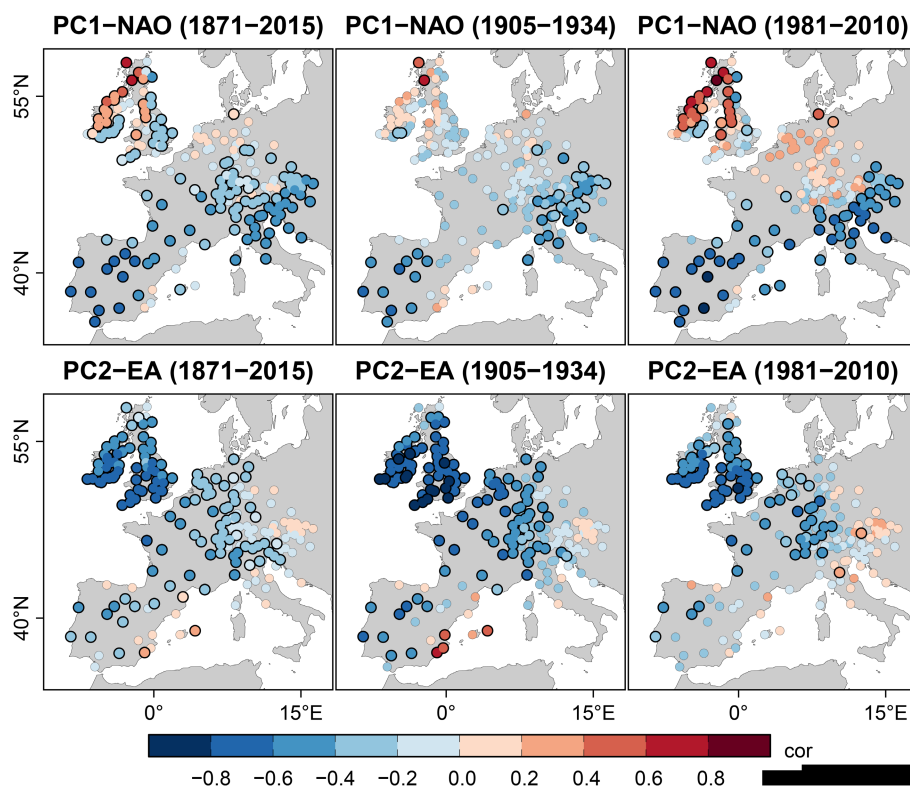 PC1−NAO (1871−2015) PC1−NAO (1905−1934) PC1−NAO (1981−2010)
55°N
40°N
PC2−EA (1871−2015) PC2−EA (1905−1934) PC2−EA (1981−2010)
55°N
40°N
0° 15°E 0° 15°E 0° 15°E
cor
−0.8 −0.6 −0.4 −0.2 0.0 0.2 0.4 0.6 0.8